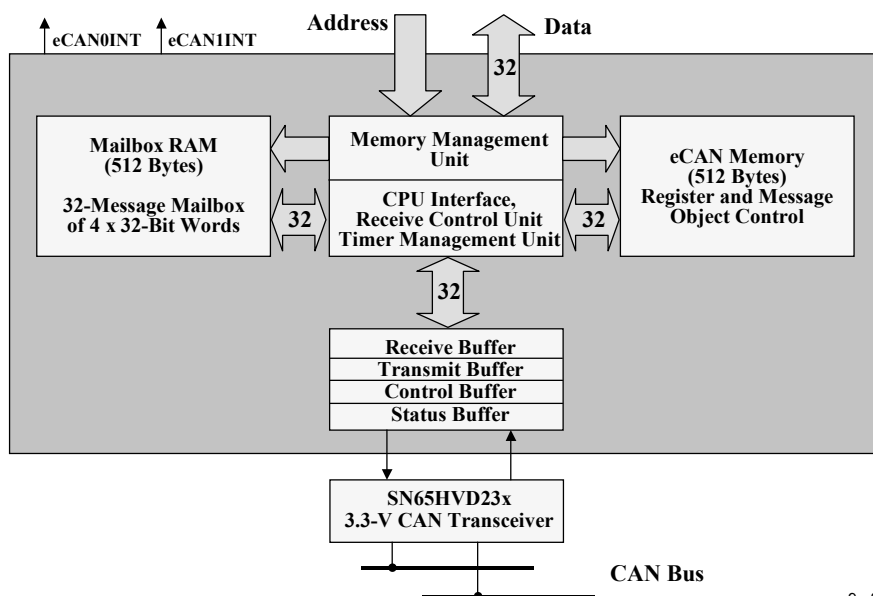 Address
Data
eCAN0INT
eCAN1INT
32
Mailbox RAM
(512 Bytes)
32-Message Mailbox
of 4 x 32-Bit Words
Memory Management
Unit
CPU Interface,
Receive Control Unit
Timer Management Unit
eCAN Memory
(512 Bytes)
Register and Message
Object Control
32
32
32
Receive Buffer
Transmit Buffer
Control Buffer
Status Buffer
SN65HVD23x
3.3-V CAN Transceiver
CAN Bus